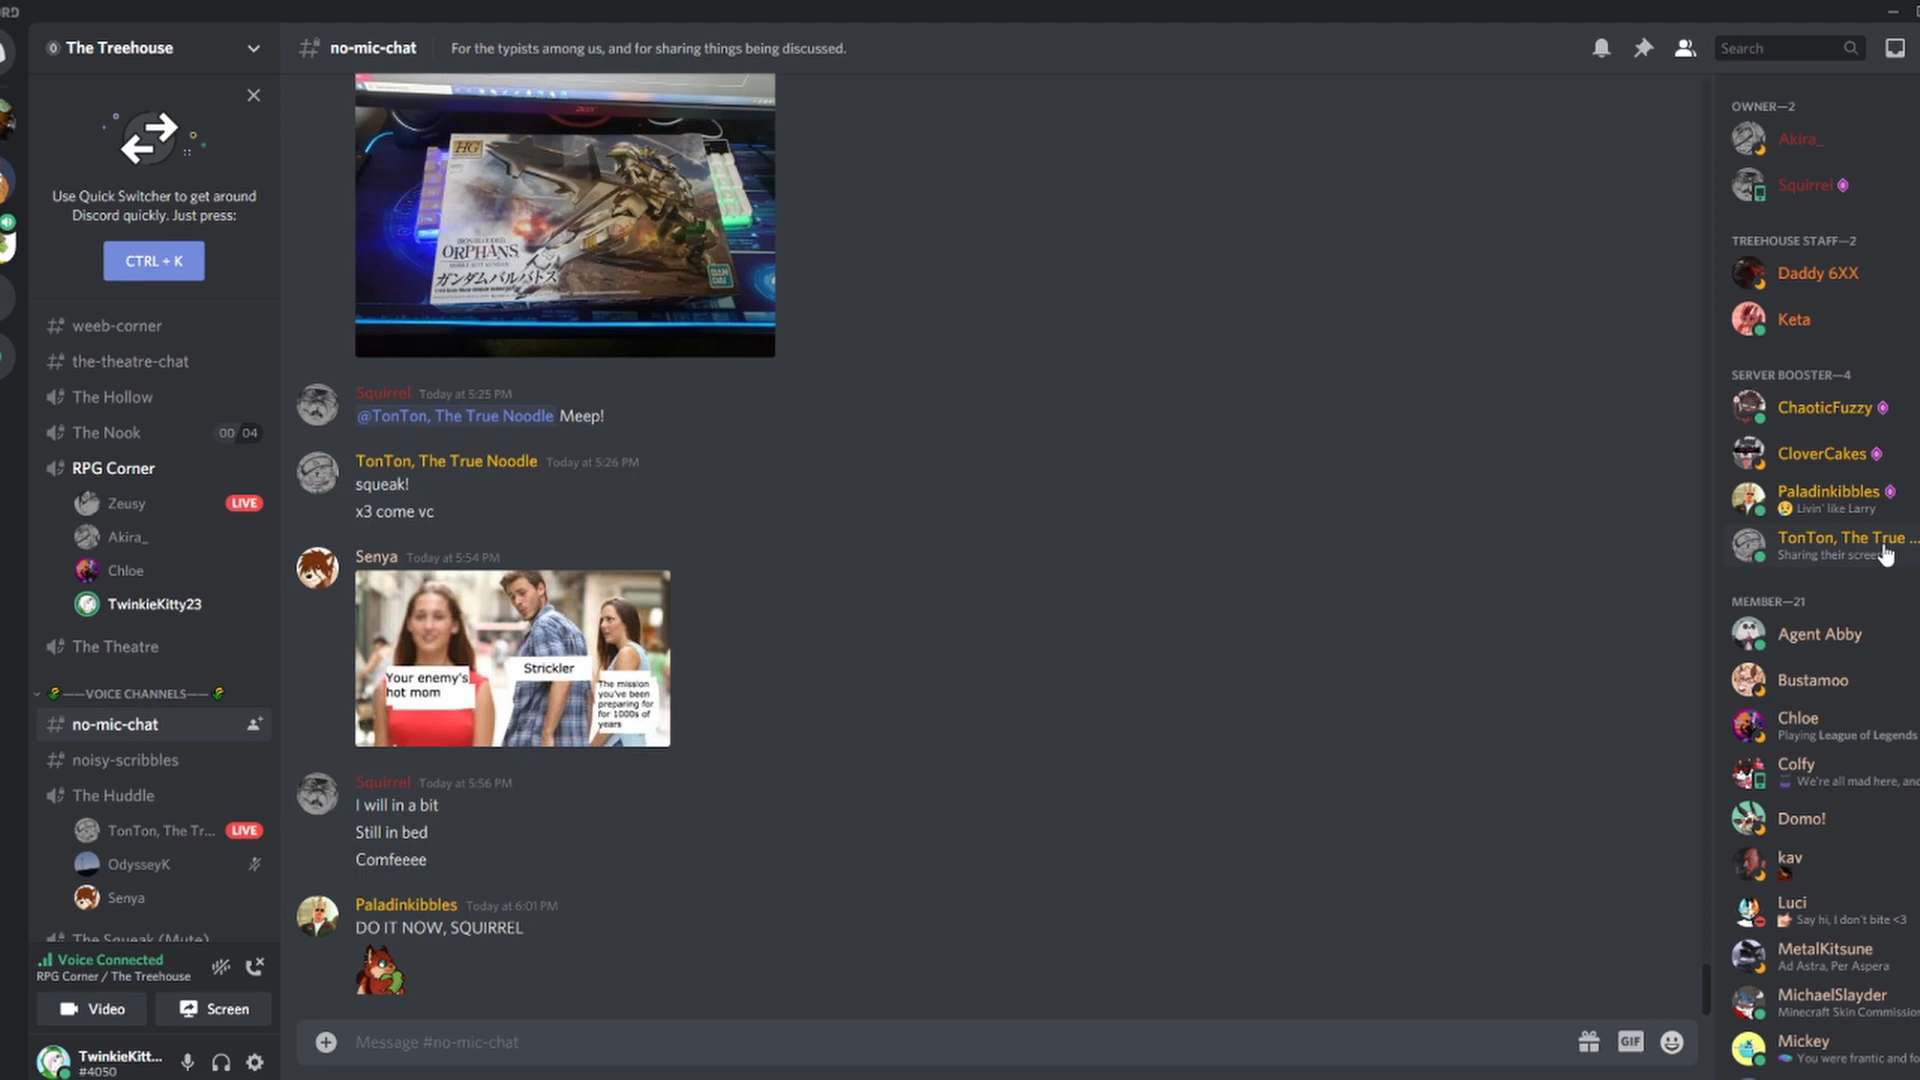 The Treehouse
Use Quick Switcher to get around
Discord quickly. Just press:
CTRL + K
weeb-corner
the-theatre-chat
The Hollow
The Nook
00 04
RPG Corner
Zeusy
LIVE
Akira_
Chloe
TwinkieKitty23
The Theatre
——VOICE CHANNELS——
no-mic-chat
noisy-scribbles
The Huddle
TonTon, The Tr...
LIVE
OdysseyK
Senya
The Squeak (Mute)
Voice Connected
RPG Corner / The Treehouse
Video
Screen
TwinkieKitt...
#4050
no-mic-chat
For the typists among us, and for sharing things being discussed.
Search
acer
HG
IRON-BLOODED
ORPHANS
ガンダムバルバトス
BANDAI
Squirrel Today at 5:25 PM
@TonTon, The True Noodle Meep!
TonTon, The True Noodle Today at 5:26 PM
squeak!
x3 come vc
Senya Today at 5:54 PM
Your enemy's
hot mom
Strickler
The mission
you've been
preparing for
for 1000s of
years
Squirrel Today at 5:56 PM
I will in a bit
Still in bed
Comfeeee
Paladinkibbles Today at 6:01 PM
DO IT NOW, SQUIRREL
Message #no-mic-chat
GIF
OWNER—2
Akira_
Squirrel
TREEHOUSE STAFF—2
Daddy 6XX
Keta
SERVER BOOSTER—4
ChaoticFuzzy
CloverCakes
Paladinkibbles
Livin' like Larry
TonTon, The True ...
Sharing their scree
MEMBER—21
Agent Abby
Bustamoo
Chloe
Playing League of Legends
Colfy
We're all mad here, and
Domo!
kav
Luci
Say hi, I don't bite <3
MetalKitsune
Ad Astra, Per Aspera
MichaelSlayder
Minecraft Skin Commission
Mickey
You were frantic and fo